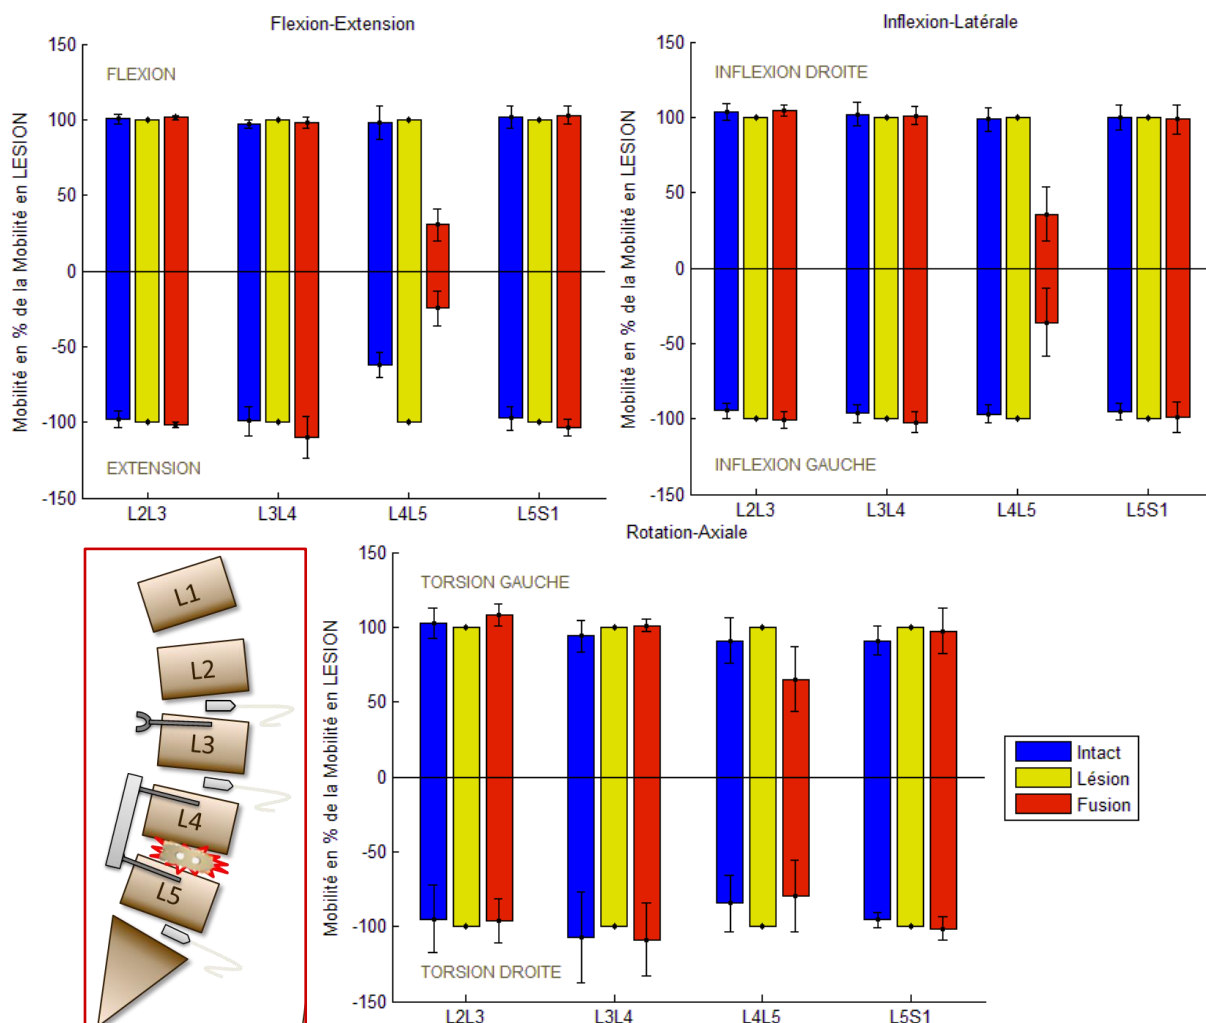 Flexion-Extension
Mobilité en % de la Mobilité en LESION
150
100
50
0
-50
-100
-150
FLEXION
EXTENSION
L2L3 L3L4 L4L5 L5S1
Inflexion-Latérale
Mobilité en % de la Mobilité en LESION
150
100
50
0
-50
-100
-150
INFLEXION DROITE
INFLEXION GAUCHE
L2L3 L3L4 L4L5 L5S1
L1
L2
L3
L4
L5
Rotation-Axiale
Mobilité en % de la Mobilité en LESION
150
100
50
0
-50
-100
-150
TORSION GAUCHE
TORSION DROITE
L2L3 L3L4 L4L5 L5S1
Intact
Lésion
Fusion